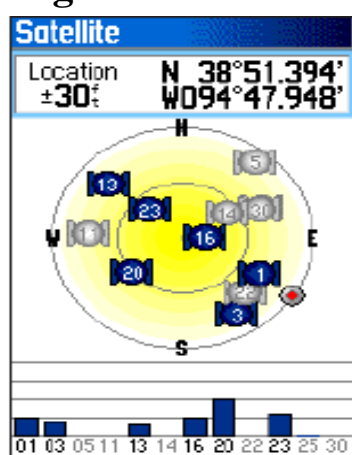 Satellite
Location N 38°51.394'
±30ft W094°47.948'
N
5
13
23 14 30
11 16
W E
20 1
22
3
S
01 03 05 11 13 14 16 20 22 23 25 30